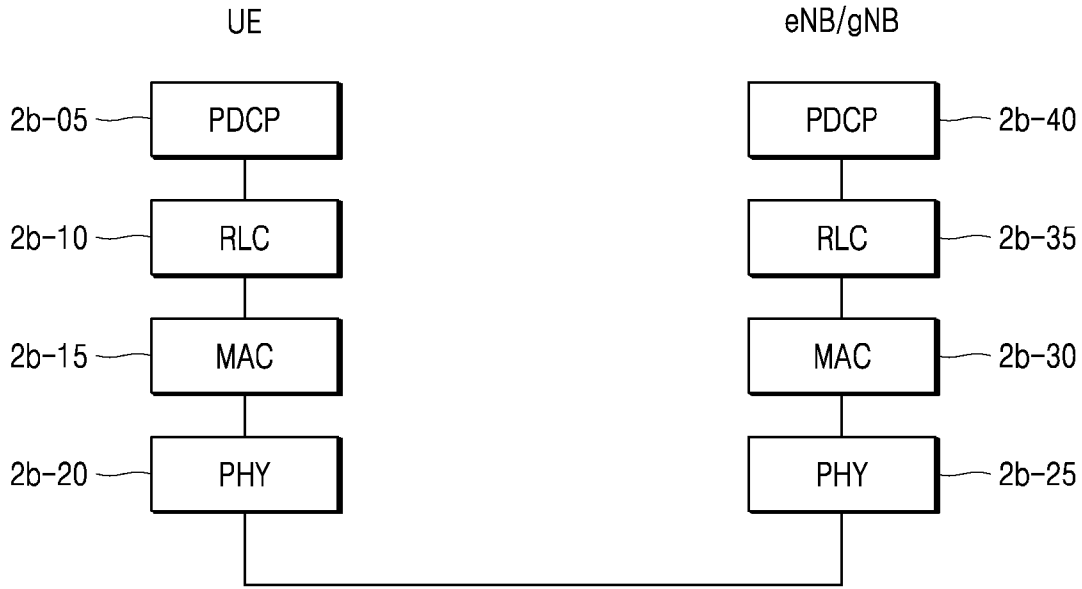 UE eNB/gNB
2b-05 PDCP PDCP 2b-40
2b-10 RLC RLC 2b-35
2b-15 MAC MAC 2b-30
2b-20 PHY PHY 2b-25